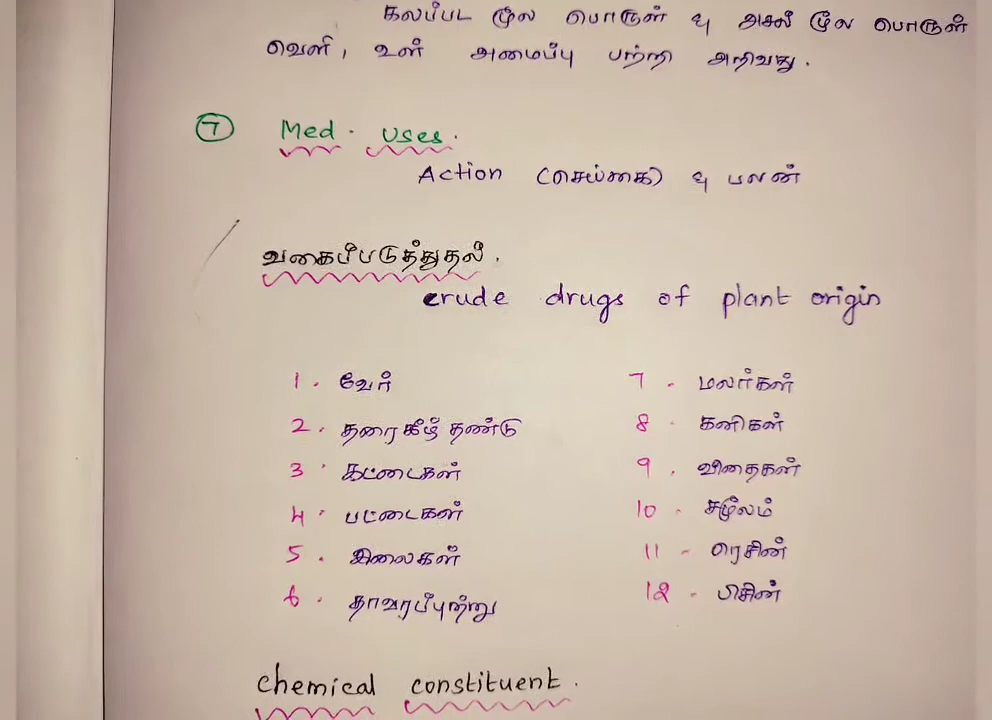 கலப்பட மூல பொருள் & அசல் மூல பொருள்
வெளி, உள் அமைப்பு பற்றி அறிவது.
7 Med. Uses.
Action (செய்கை) & பலன்
வகைப்படுத்துதல்.
crude drugs of plant origin
1. வேர்
2. தரைகீழ் தண்டு
3. கட்டைகள்
4. பட்டைகள்
5. இலைகள்
6. தாவரப்புற்று
7. மலர்கள்
8. கனிகள்
9. விதைகள்
10. சமூலம்
11 - ரெசின்
12 - பிசின்
chemical constituent.